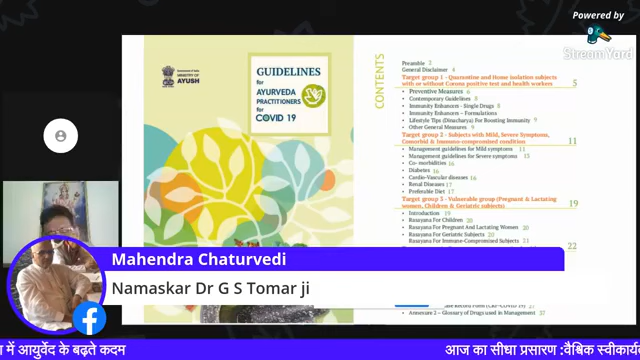 Powered by
StreamYard
Government of India
MINISTRY OF
AYUSH
GUIDELINES
for
AYURVEDA
PRACTITIONERS
for
COVID 19
CONTENTS
Preamble 3
General Disclaimer 4
Target group 1 - Quarantine and Home isolation subjects
with or without Corona positive test and health workers 5
• Preventive Measures 6
• Contemporary Guidelines 8
• Immunity Enhancers - Single Drugs 8
• Immunity Enhancers – Formulations
• Lifestyle Tips (Dinacharya) for Boosting Immunity 9
• Other General Measures 9
Target group 2 - Subjects with Mild, Severe Symptoms,
Comorbid & Immuno-compromised condition 11
• Management guidelines for Mild symptoms 11
• Management guidelines for Severe symptoms 13
• Co- morbidities 16
• Diabetes 16
• Cardio-Vascular diseases 16
• Renal Diseases 17
• Preferable Diet 17
Target group 3 - Vulnerable group (Pregnant & Lactating
women, Children & Geriatric subjects) 19
• Introduction 19
• Rasayana For Children 20
• Rasayana For Pregnant And Lactating Women 20
• Rasayana For Geriatric Subjects 20
• Rasayana For Immune-Compromised Subjects 21
22
Mahendra Chaturvedi
Namaskar Dr G S Tomar ji
• Annexure 2 – Glossary of Drugs used in Management 37
में आयुर्वेद के बढ़ते कदम
आज का सीधा प्रसारण :वैश्विक स्वीकार्यत